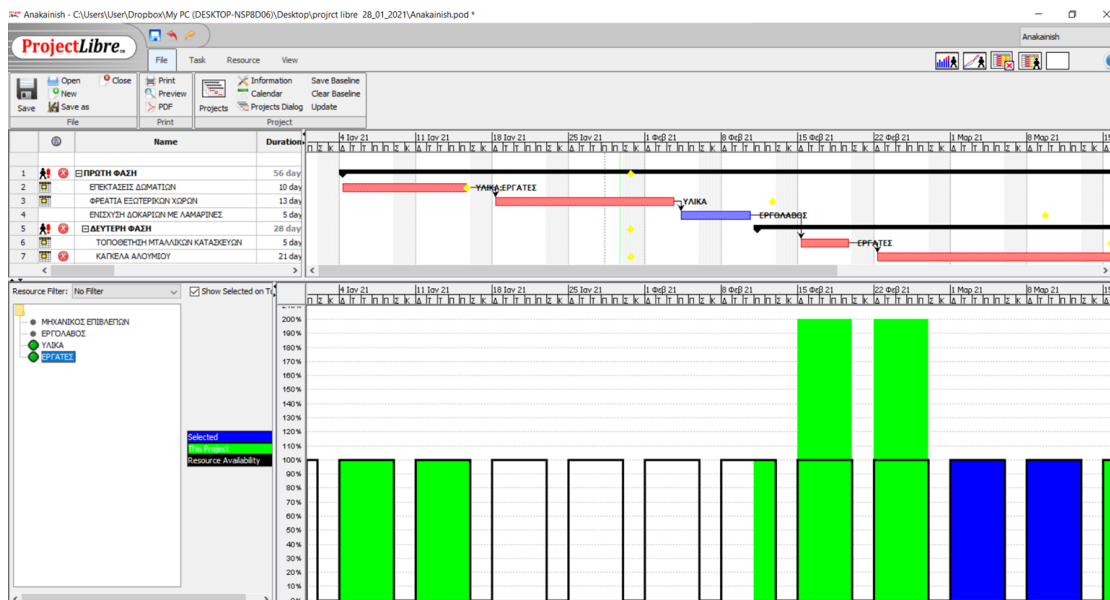 Anakainish - C:\Users\User\Dropbox\My PC (DESKTOP-NSP8D06)\Desktop\projrct libre 28_01_2021\Anakainish.pod *
ProjectLibre
Anakainish
File Task Resource View
Save
Open
New
Save as
Close
File
Print
Preview
PDF
Print
Projects
Information
Calendar
Projects Dialog
Save Baseline
Clear Baseline
Update
Project
Name Duration
4 Ιαν 21 11 Ιαν 21 18 Ιαν 21 25 Ιαν 21 1 Φεβ 21 8 Φεβ 21 15 Φεβ 21 22 Φεβ 21 1 Μαρ 21 8 Μαρ 21
1 ΠΡΩΤΗ ΦΑΣΗ 56 day
2 ΕΠΕΚΤΑΣΕΙΣ ΔΩΜΑΤΙΩΝ 10 day ΥΛΙΚΑ;ΕΡΓΑΤΕΣ
3 ΦΡΕΑΤΙΑ ΕΞΩΤΕΡΙΚΩΝ ΧΩΡΩΝ 13 day ΥΛΙΚΑ
4 ΕΝΙΣΧΥΣΗ ΔΟΚΑΡΙΩΝ ΜΕ ΛΑΜΑΡΙΝΕΣ 5 day ΕΡΓΟΛΑΒΟΣ
5 ΔΕΥΤΕΡΗ ΦΑΣΗ 28 day
6 ΤΟΠΟΘΕΤΗΣΗ ΜΤΑΛΛΙΚΩΝ ΚΑΤΑΣΚΕΥΩΝ 5 day ΕΡΓΑΤΕΣ
7 ΚΑΓΚΕΛΑ ΑΛΟΥΜΙΟΥ 21 day
Resource Filter: No Filter Show Selected on To
4 Ιαν 21 11 Ιαν 21 18 Ιαν 21 25 Ιαν 21 1 Φεβ 21 8 Φεβ 21 15 Φεβ 21 22 Φεβ 21 1 Μαρ 21 8 Μαρ 21
ΜΗΧΑΝΙΚΟΣ ΕΠΙΒΛΕΠΩΝ
ΕΡΓΟΛΑΒΟΣ
ΥΛΙΚΑ
ΕΡΓΑΤΕΣ
Selected
This Project
Resource Availability
200%
190%
180%
170%
160%
150%
140%
130%
120%
110%
100%
90%
80%
70%
60%
50%
40%
30%
20%
10%